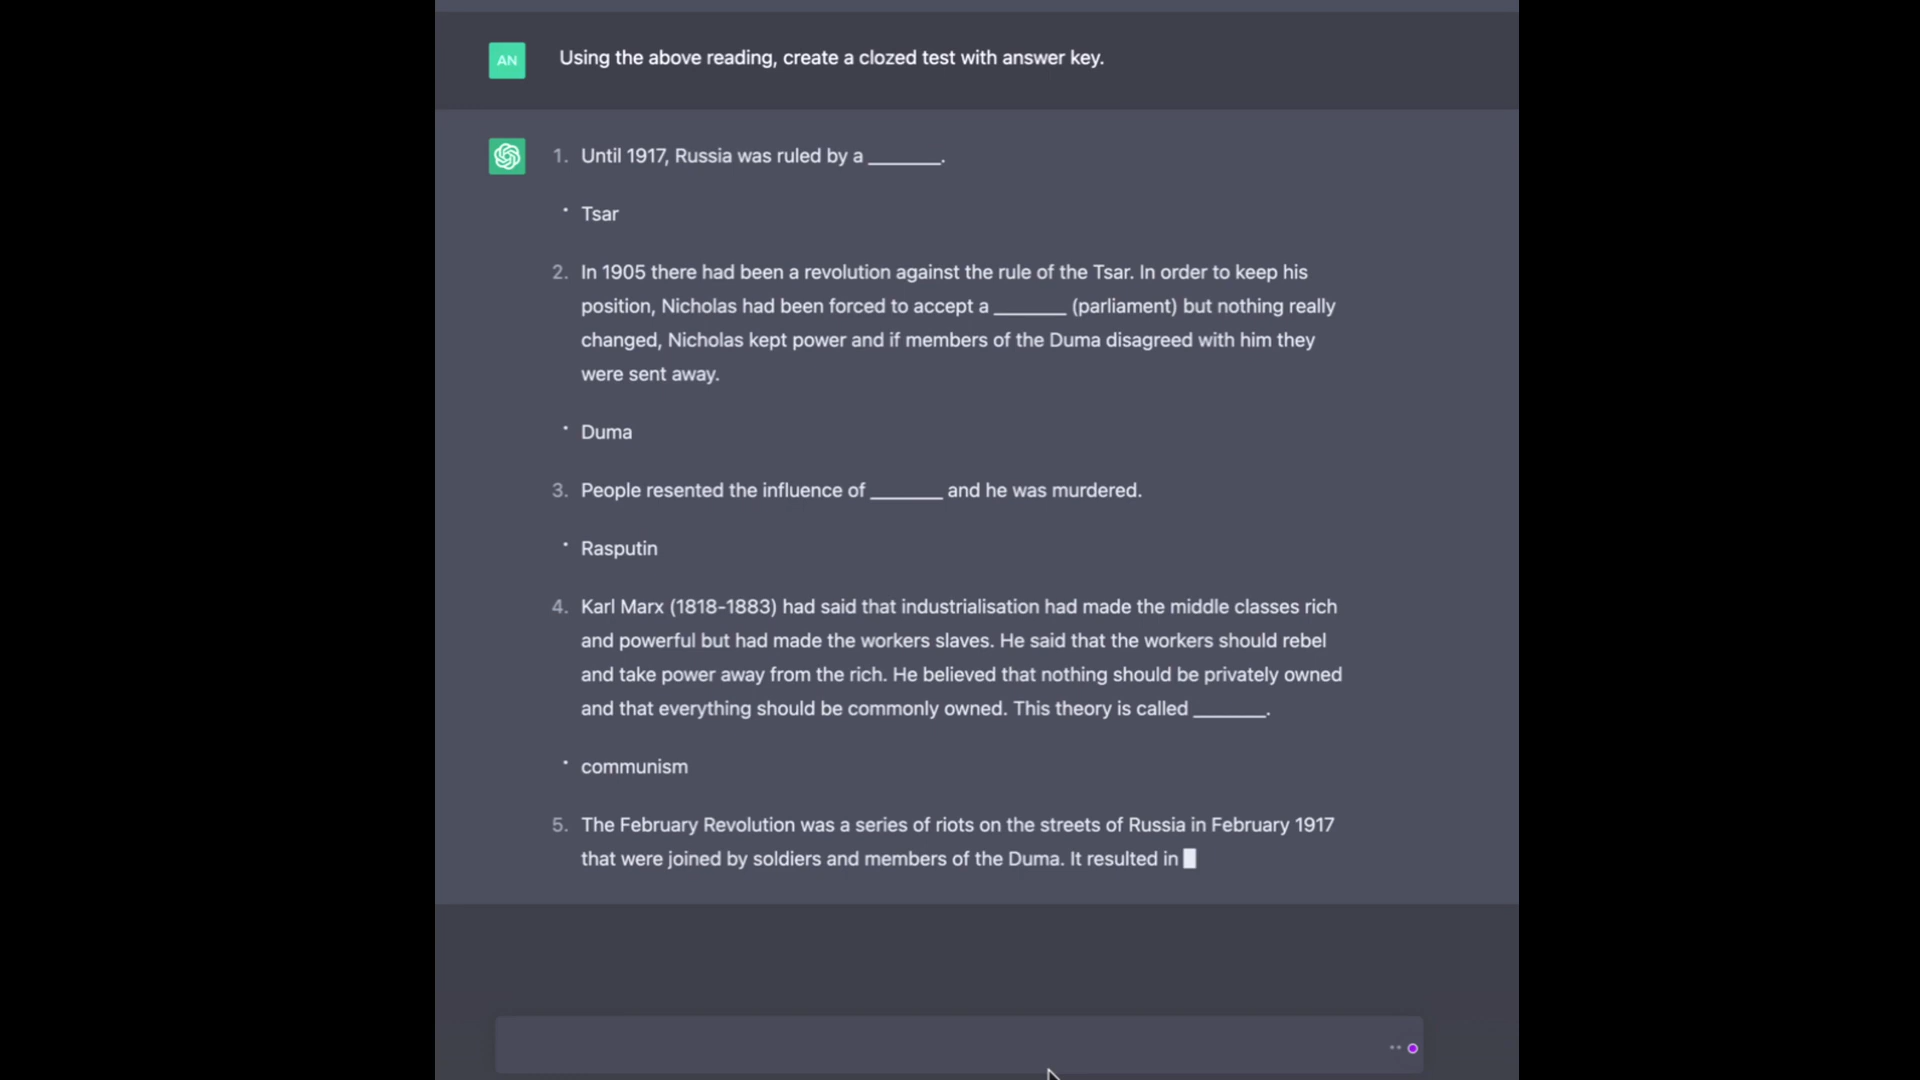 AN
Using the above reading, create a clozed test with answer key.
1. Until 1917, Russia was ruled by a _______.
• Tsar
2. In 1905 there had been a revolution against the rule of the Tsar. In order to keep his
position, Nicholas had been forced to accept a _______ (parliament) but nothing really
changed, Nicholas kept power and if members of the Duma disagreed with him they
were sent away.
• Duma
3. People resented the influence of _______ and he was murdered.
• Rasputin
4. Karl Marx (1818-1883) had said that industrialisation had made the middle classes rich
and powerful but had made the workers slaves. He said that the workers should rebel
and take power away from the rich. He believed that nothing should be privately owned
and that everything should be commonly owned. This theory is called _______.
• communism
5. The February Revolution was a series of riots on the streets of Russia in February 1917
that were joined by soldiers and members of the Duma. It resulted in